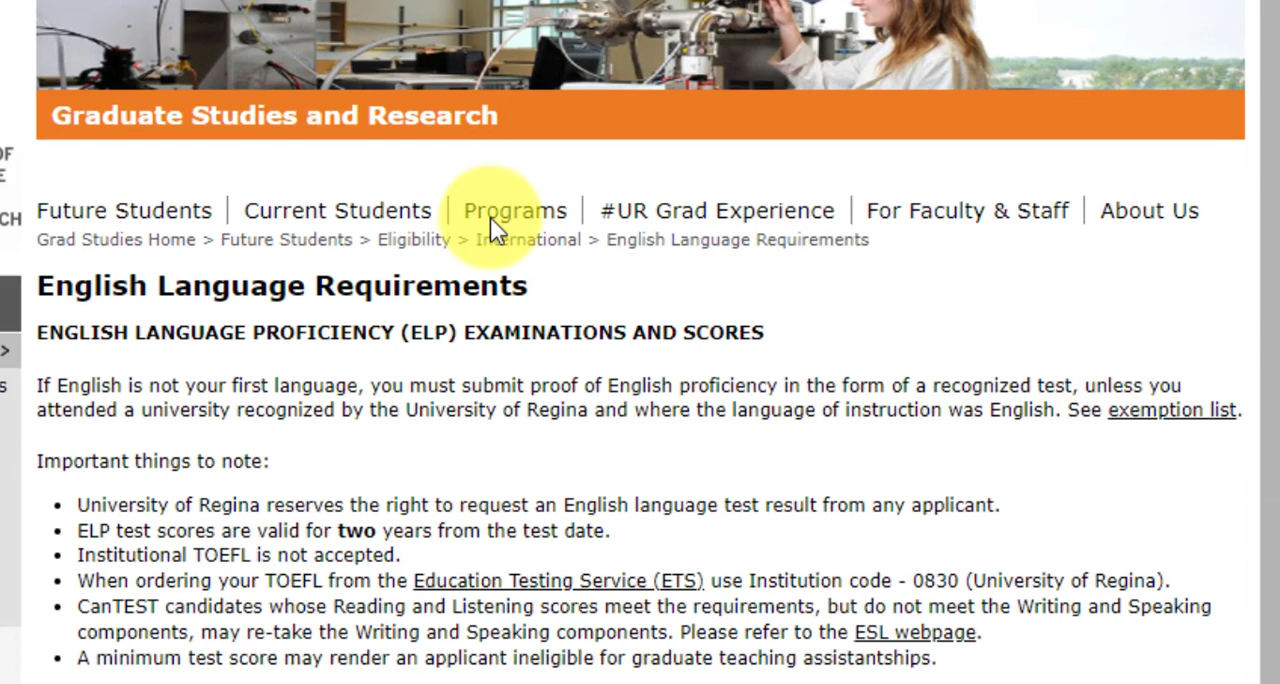 Graduate Studies and Research
OF
E
CH
Future Students | Current Students | Programs | #UR Grad Experience | For Faculty & Staff | About Us
Grad Studies Home > Future Students > Eligibility > International > English Language Requirements
English Language Requirements
ENGLISH LANGUAGE PROFICIENCY (ELP) EXAMINATIONS AND SCORES
>
s
If English is not your first language, you must submit proof of English proficiency in the form of a recognized test, unless you
attended a university recognized by the University of Regina and where the language of instruction was English. See exemption list.
Important things to note:
• University of Regina reserves the right to request an English language test result from any applicant.
• ELP test scores are valid for two years from the test date.
• Institutional TOEFL is not accepted.
• When ordering your TOEFL from the Education Testing Service (ETS) use Institution code - 0830 (University of Regina).
• CanTEST candidates whose Reading and Listening scores meet the requirements, but do not meet the Writing and Speaking
components, may re-take the Writing and Speaking components. Please refer to the ESL webpage.
• A minimum test score may render an applicant ineligible for graduate teaching assistantships.